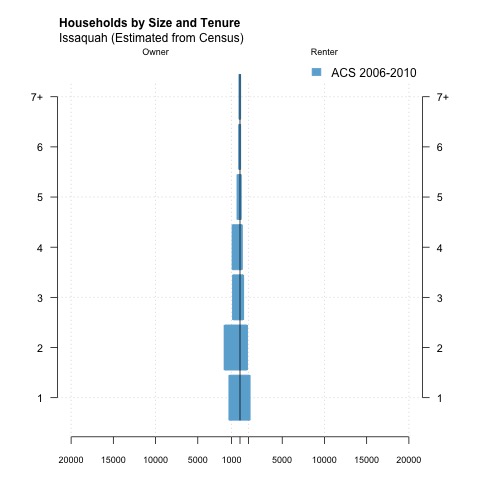 Households by Size and Tenure
Issaquah (Estimated from Census)
Owner Renter
ACS 2006-2010
7+ 7+
6 6
5 5
4 4
3 3
2 2
1 1
20000 15000 10000 5000 1000 5000 10000 15000 20000